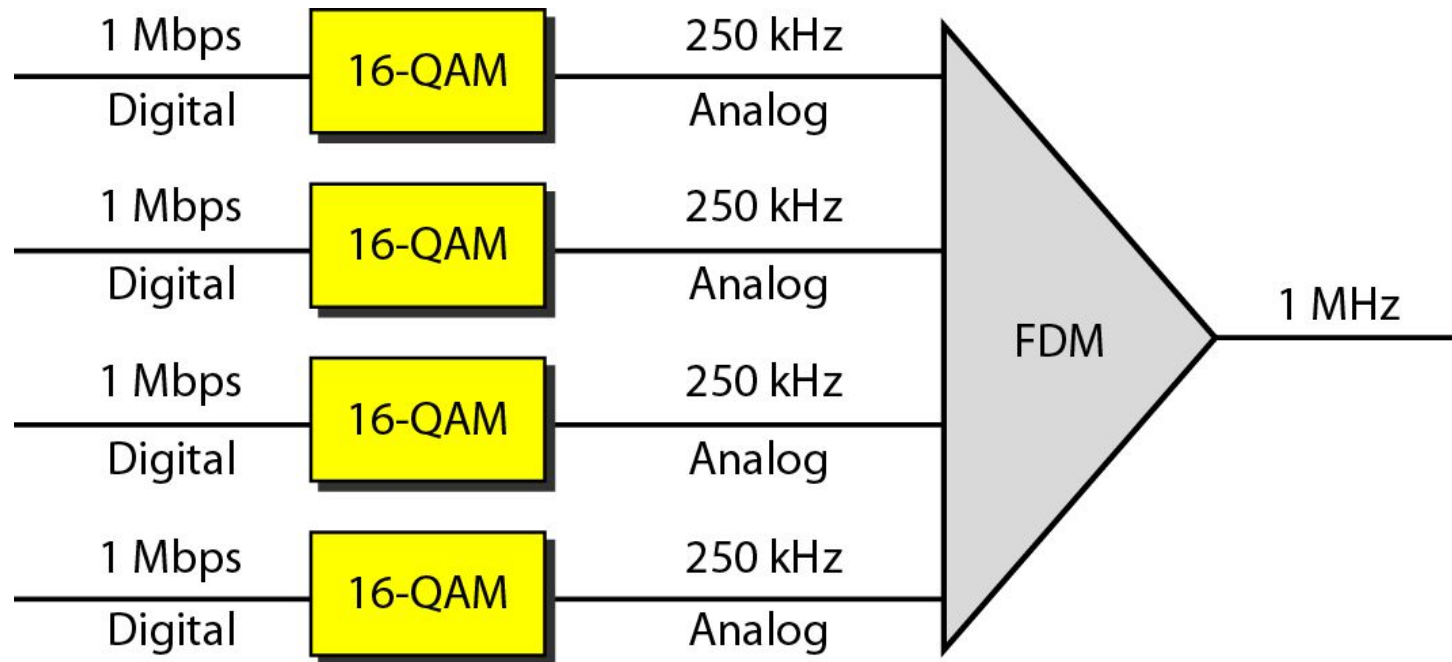 1 Mbps
16-QAM
250 kHz
Digital
Analog
1 Mbps
16-QAM
250 kHz
Digital
Analog
FDM
1 MHz
1 Mbps
16-QAM
250 kHz
Digital
Analog
1 Mbps
16-QAM
250 kHz
Digital
Analog